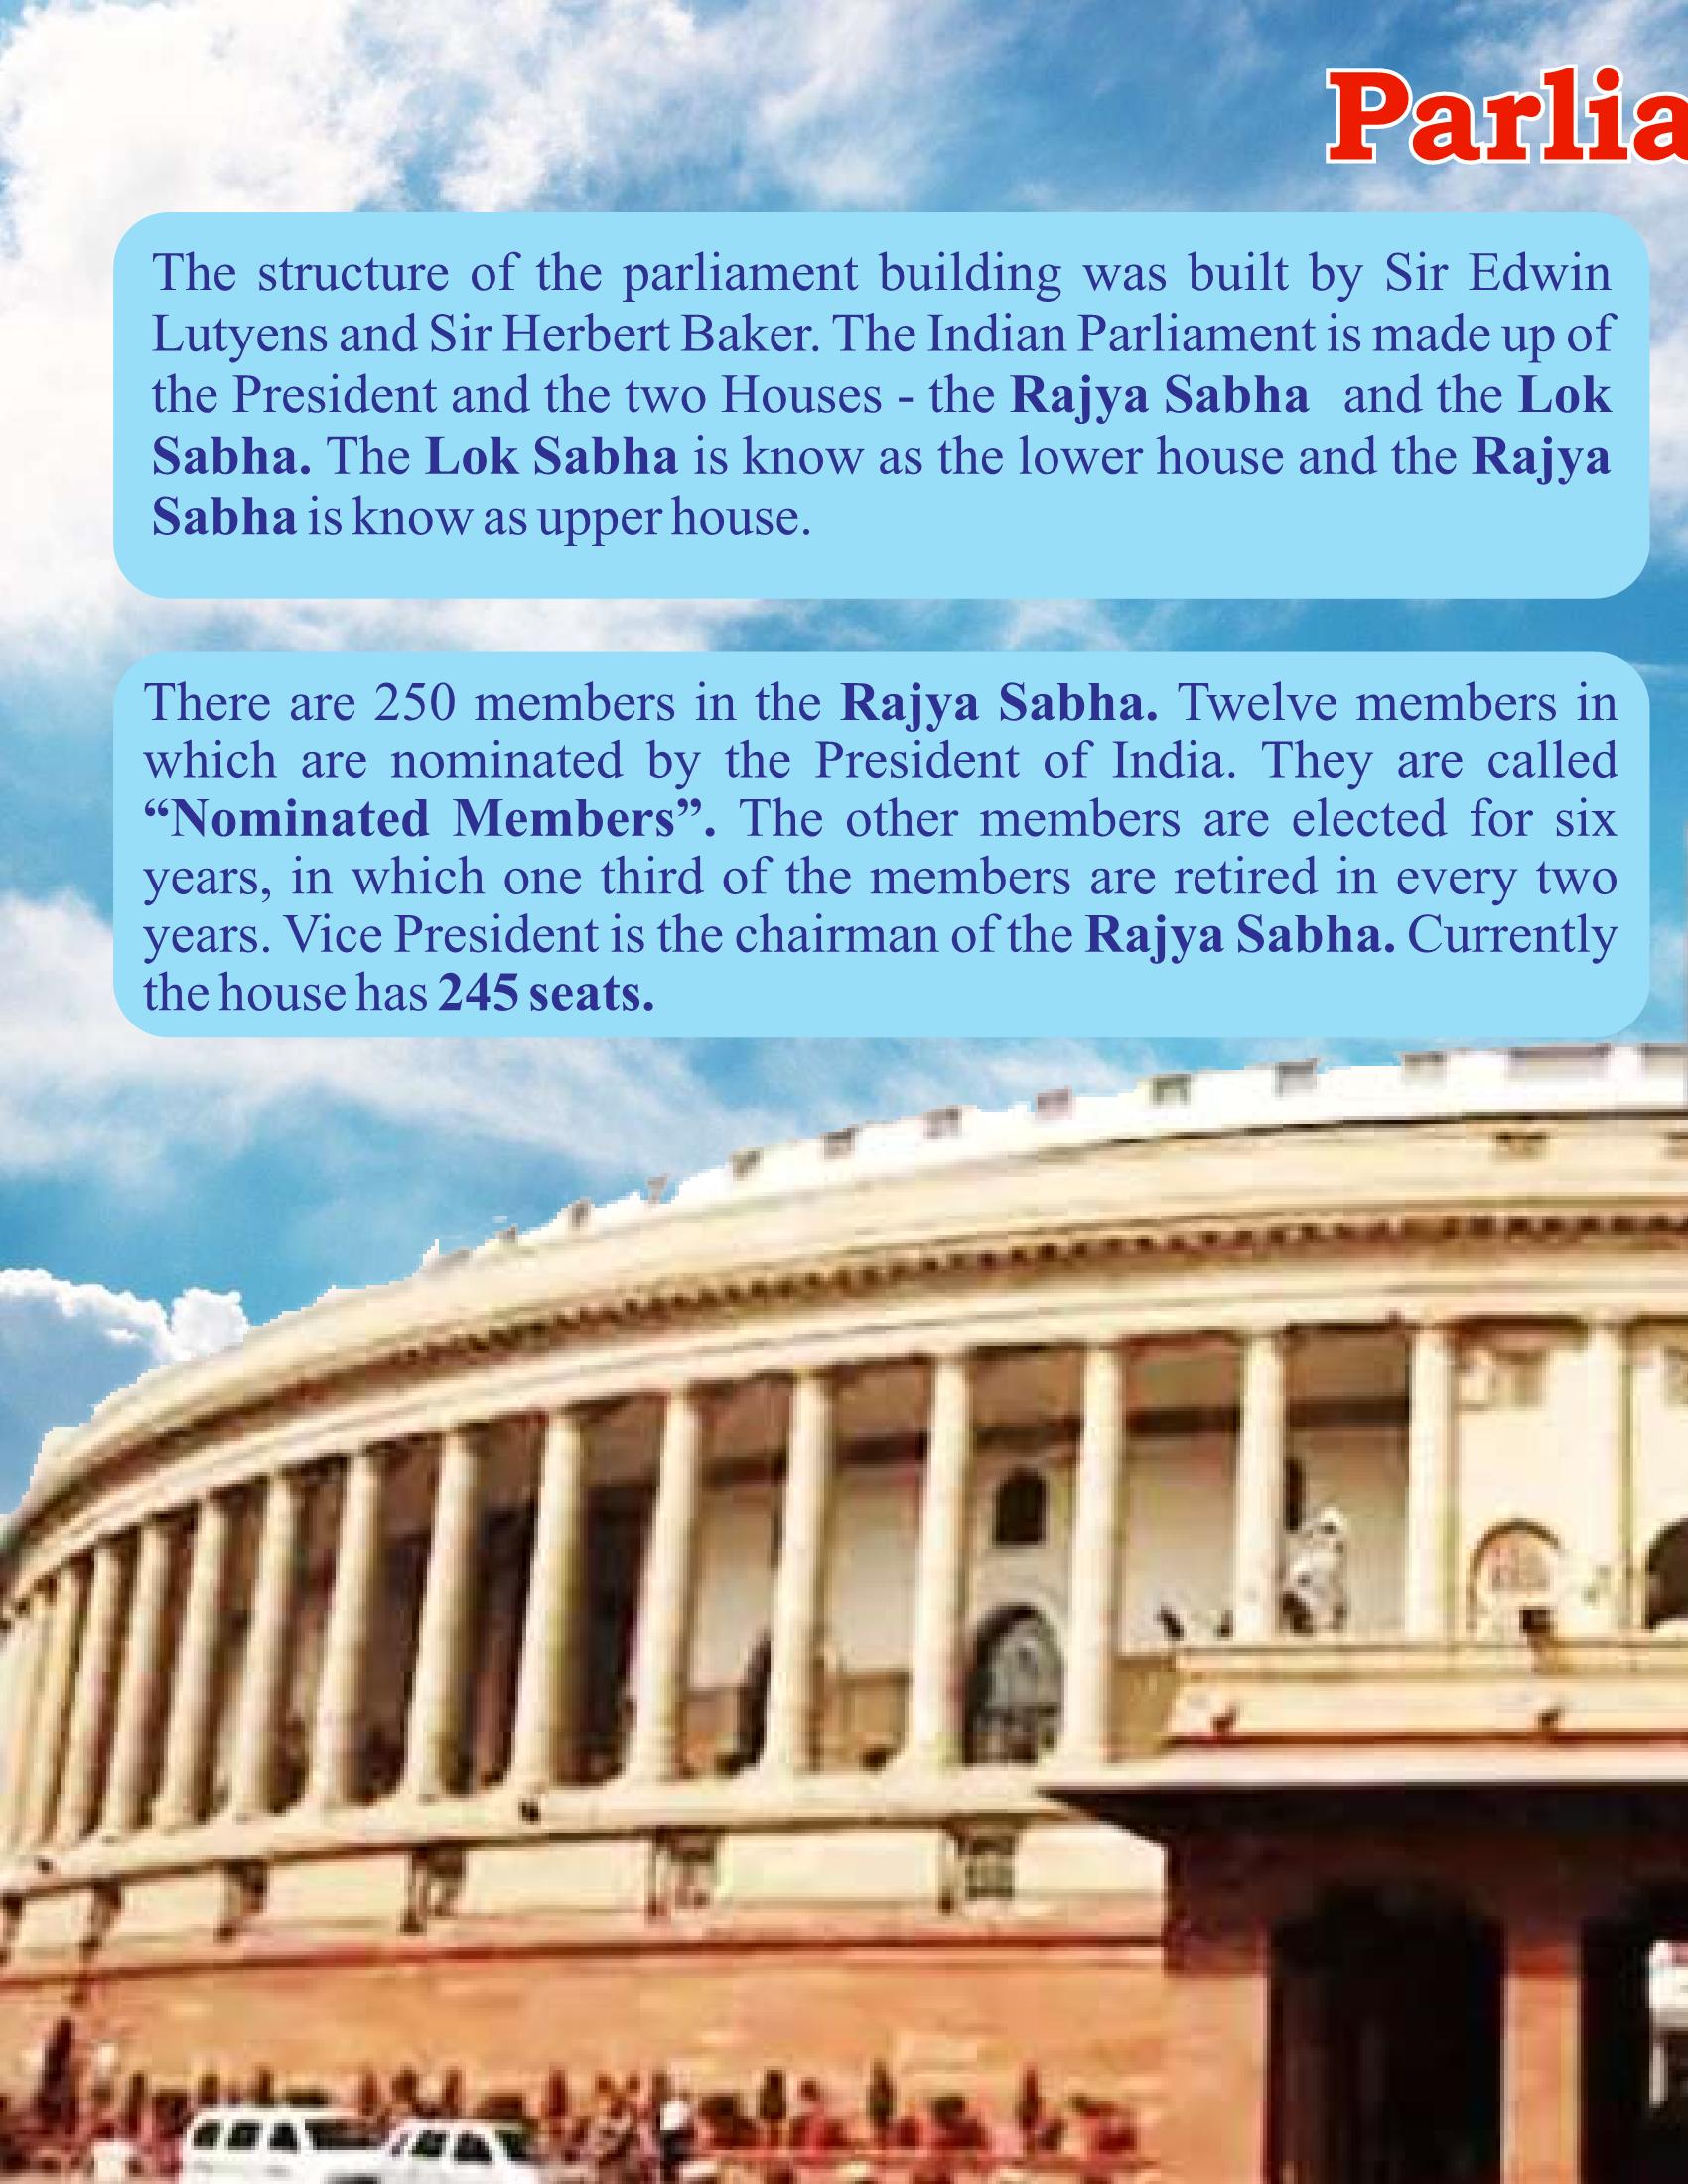 Parlia
The structure of the parliament building was built by Sir Edwin
Lutyens and Sir Herbert Baker. The Indian Parliament is made up of
the President and the two Houses - the Rajya Sabha and the Lok
Sabha. The Lok Sabha is know as the lower house and the Rajya
Sabha is know as upper house.
There are 250 members in the Rajya Sabha. Twelve members in
which are nominated by the President of India. They are called
“Nominated Members”. The other members are elected for six
years, in which one third of the members are retired in every two
years. Vice President is the chairman of the Rajya Sabha. Currently
the house has 245 seats.